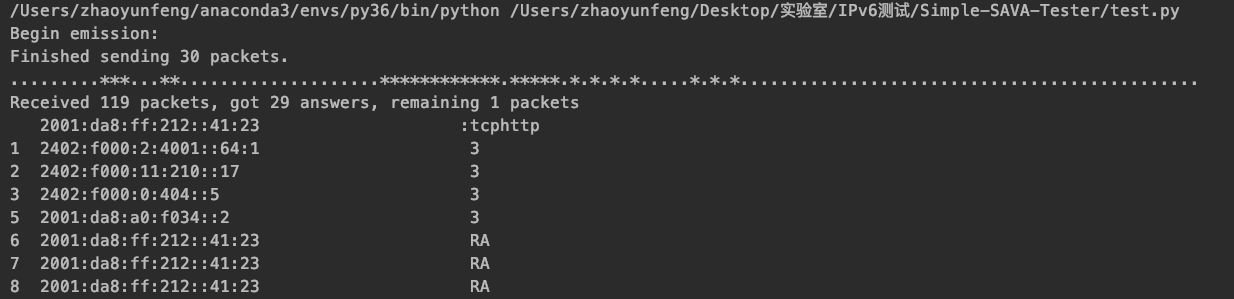 /Users/zhaoyunfeng/anaconda3/envs/py36/bin/python /Users/zhaoyunfeng/Desktop/实验室/IPv6测试/Simple-SAVA-Tester/test.py
Begin emission:
Finished sending 30 packets.
.........***...**....................************.*****.*.*.*.*.....*.*.*..............................................
Received 119 packets, got 29 answers, remaining 1 packets
   2001:da8:ff:212::41:23                    :tcphttp
1  2402:f000:2:4001::64:1                     3
2  2402:f000:11:210::17                       3
3  2402:f000:0:404::5                         3
5  2001:da8:a0:f034::2                        3
6  2001:da8:ff:212::41:23                     RA
7  2001:da8:ff:212::41:23                     RA
8  2001:da8:ff:212::41:23                     RA